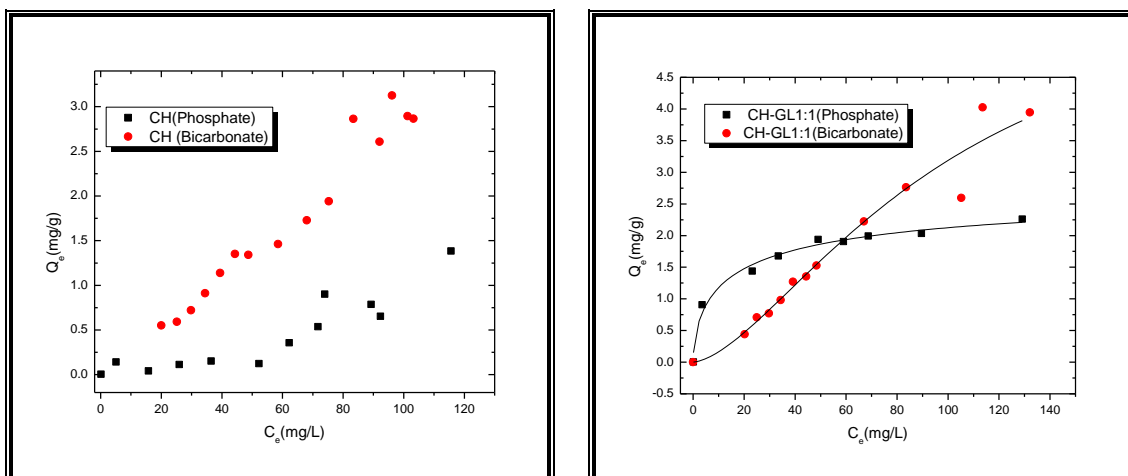 3.0
2.5
2.0
1.5
1.0
0.5
0.0
Qe(mg/g)
CH(Phosphate)
CH (Bicarbonate)
0 20 40 60 80 100 120
Ce(mg/L)
4.5
4.0
3.5
3.0
2.5
2.0
1.5
1.0
0.5
0.0
-0.5
Qe(mg/g)
CH-GL1:1(Phosphate)
CH-GL1:1(Bicarbonate)
0 20 40 60 80 100 120 140
Ce(mg/L)